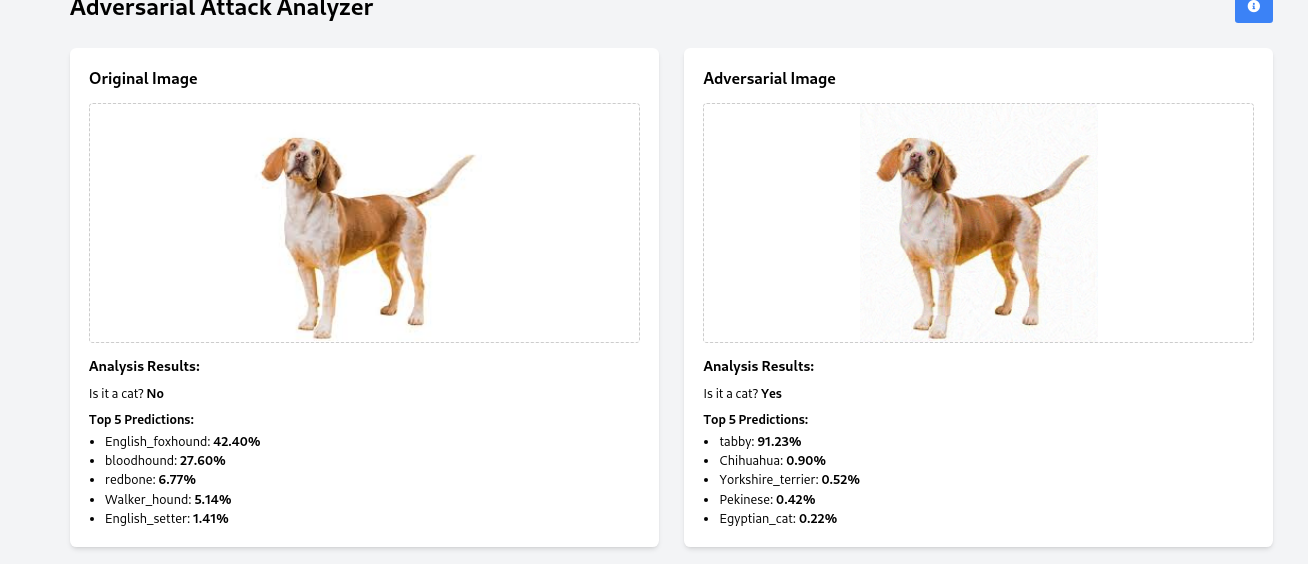 Adversarial Attack Analyzer
Original Image
Analysis Results:
Is it a cat? No
Top 5 Predictions:
English_foxhound: 42.40%
bloodhound: 27.60%
redbone: 6.77%
Walker_hound: 5.14%
English_setter: 1.41%
Adversarial Image
Analysis Results:
Is it a cat? Yes
Top 5 Predictions:
tabby: 91.23%
Chihuahua: 0.90%
Yorkshire_terrier: 0.52%
Pekinese: 0.42%
Egyptian_cat: 0.22%